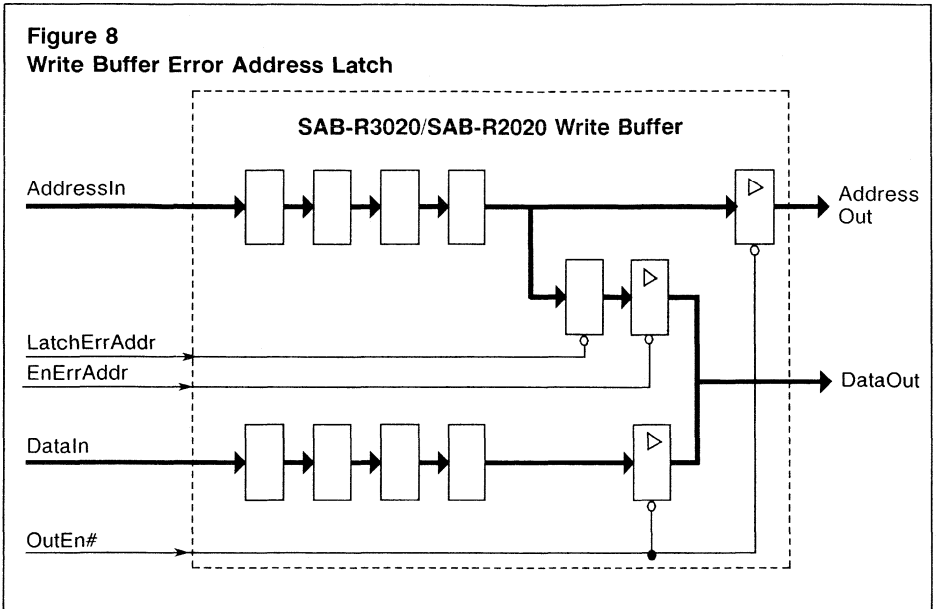 Figure 8
Write Buffer Error Address Latch
SAB-R3020/SAB-R2020 Write Buffer
AddressIn
Address
Out
LatchErrAddr
EnErrAddr
DataOut
DataIn
OutEn#